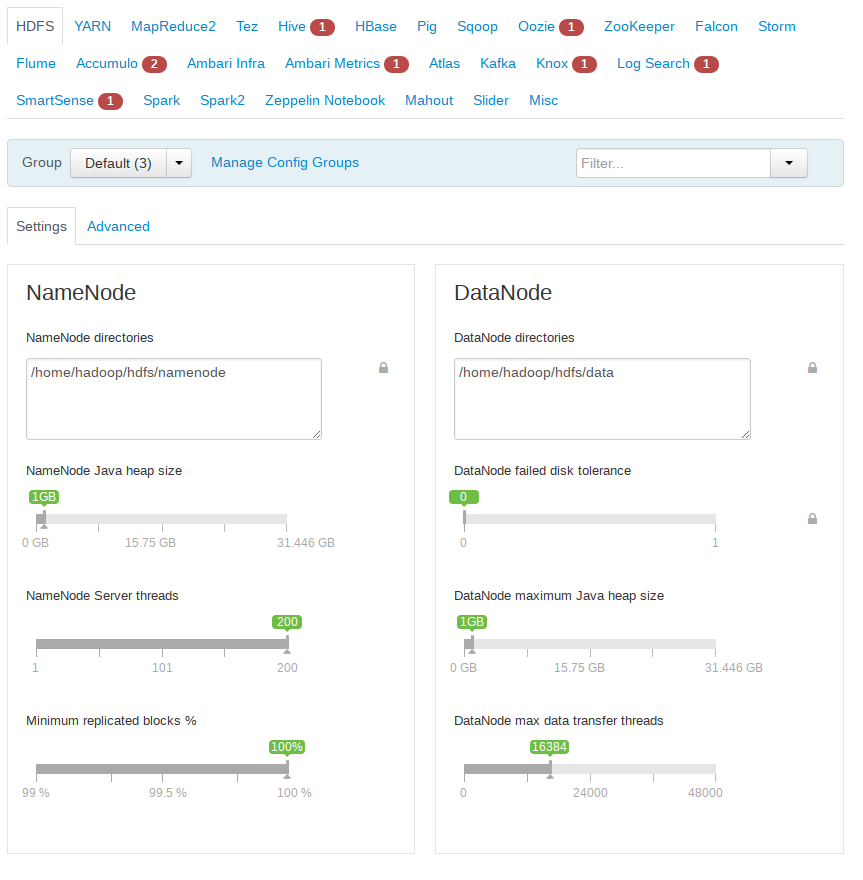 HDFS YARN MapReduce2 Tez Hive 1 HBase Pig Sqoop Oozie 1 ZooKeeper Falcon Storm
Flume Accumulo 2 Ambari Infra Ambari Metrics 1 Atlas Kafka Knox 1 Log Search 1
SmartSense 1 Spark Spark2 Zeppelin Notebook Mahout Slider Misc
Group Default (3) Manage Config Groups Filter...
Settings Advanced
NameNode
NameNode directories
/home/hadoop/hdfs/namenode
NameNode Java heap size
1GB
0 GB 15.75 GB 31.446 GB
NameNode Server threads
200
1 101 200
Minimum replicated blocks %
100%
99 % 99.5 % 100 %
DataNode
DataNode directories
/home/hadoop/hdfs/data
DataNode failed disk tolerance
0
0 1
DataNode maximum Java heap size
1GB
0 GB 15.75 GB 31.446 GB
DataNode max data transfer threads
16384
0 24000 48000